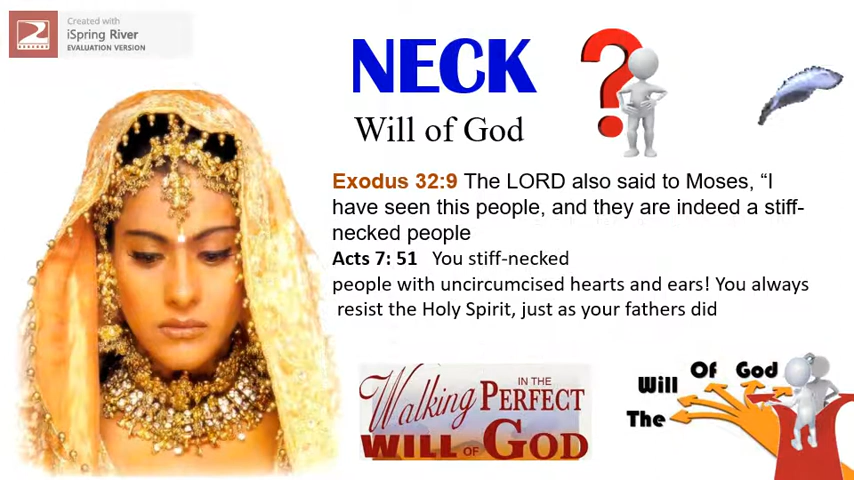 Created with
iSpring River
EVALUATION VERSION
NECK
Will of God
Exodus 32:9 The LORD also said to Moses, “I
have seen this people, and they are indeed a stiff-
necked people
Acts 7: 51 You stiff-necked
people with uncircumcised hearts and ears! You always
resist the Holy Spirit, just as your fathers did
Walking IN THE PERFECT
WILL OF GOD
The Will Of God